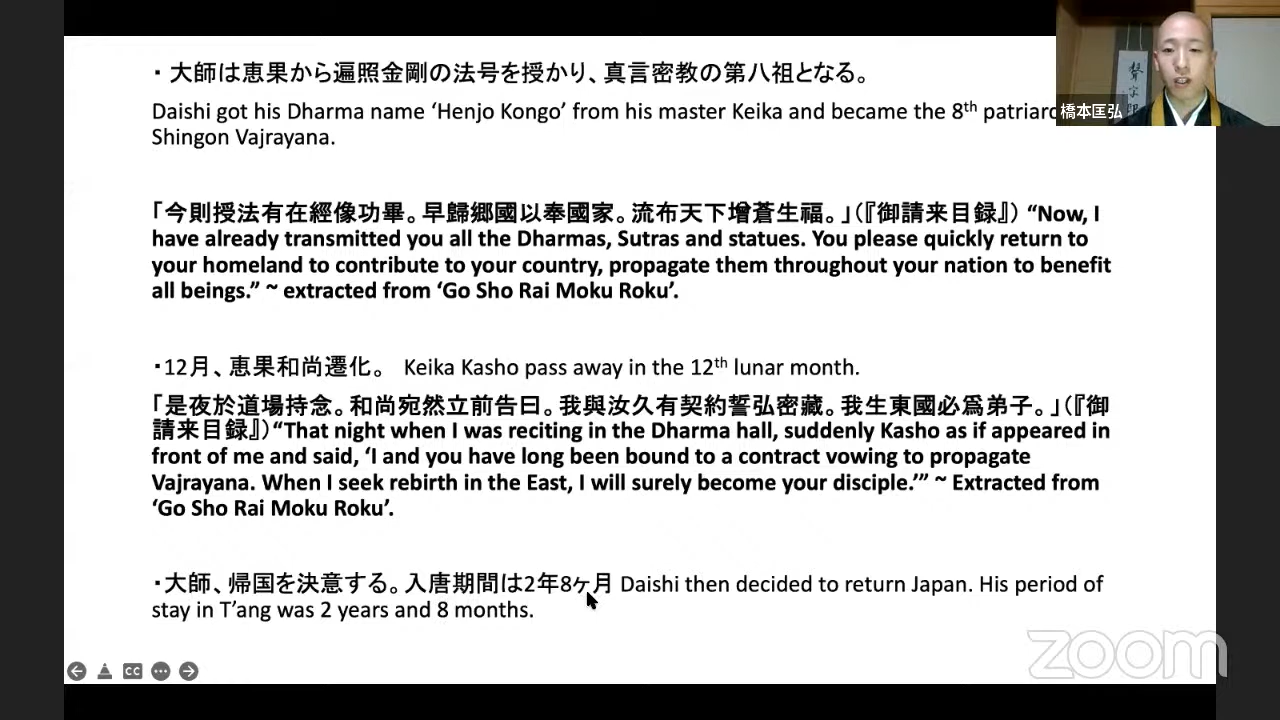 ・大師は恵果から遍照金剛の法号を授かり、真言密教の第八祖となる。
Daishi got his Dharma name ‘Henjo Kongo’ from his master Keika and became the 8th
Shingon Vajrayana.
「今則授法有在經像功畢。早歸郷國以奉國家。流布天下增蒼生福。」（『御請来目録』） “Now, I
have already transmitted you all the Dharmas, Sutras and statues. You please quickly return to
your homeland to contribute to your country, propagate them throughout your nation to benefit
all beings.” ~ extracted from ‘Go Sho Rai Moku Roku’.
・12月、恵果和尚遷化。 Keika Kasho pass away in the 12th lunar month.
「是夜於道場持念。和尚宛然立前告曰。我與汝久有契約誓弘密藏。我生東國必爲弟子。」（『御
請来目録』）“That night when I was reciting in the Dharma hall, suddenly Kasho as if appeared in
front of me and said, ‘I and you have long been bound to a contract vowing to propagate
Vajrayana. When I seek rebirth in the East, I will surely become your disciple.’” ~ Extracted from
‘Go Sho Rai Moku Roku’.
・大師、帰国を決意する。入唐期間は2年8ヶ月 Daishi then decided to return Japan. His period of
stay in T’ang was 2 years and 8 months.
橋本匡弘
CC
zoom